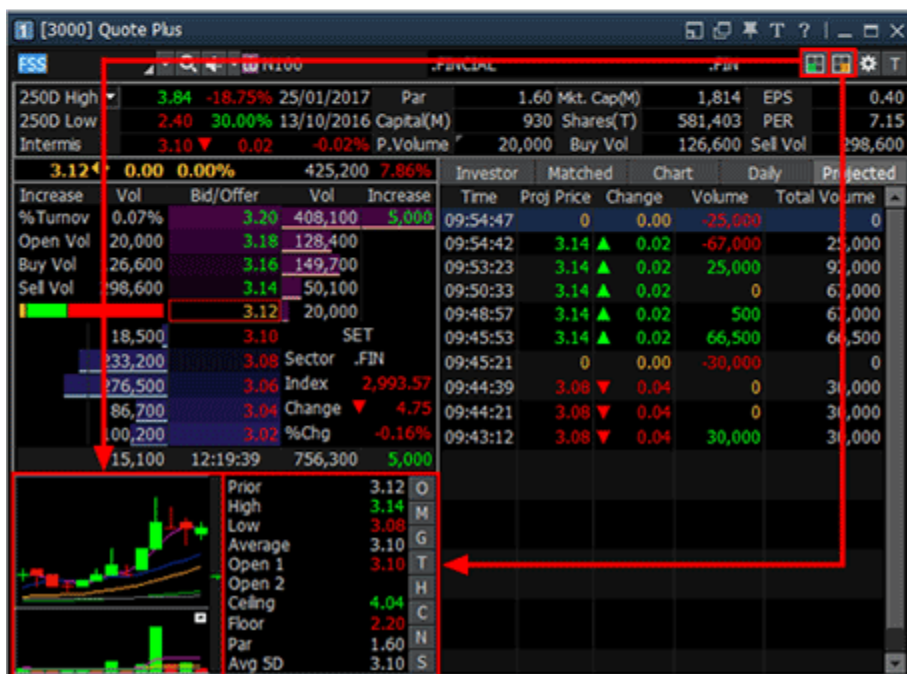 1 [3000] Quote Plus T ?
FSS N100 .FINCIAL .FIN T
250D High 3.84 -18.75% 25/01/2017 Par 1.60 Mkt. Cap(M) 1,814 EPS 0.40
250D Low 2.40 30.00% 13/10/2016 Capital(M) 930 Shares(T) 581,403 PER 7.15
Intermis 3.10 ▼ 0.02 -0.02% P.Volume 20,000 Buy Vol 126,600 Sell Vol 298,600
3.12 0.00 0.00% 425,200 7.86% Investor Matched Chart Daily Projected
Increase Vol Bid/Offer Vol Increase Time Proj Price Change Volume Total Volume
%Turnov 0.07% 3.20 408,100 5,000 09:54:47 0 0.00 -25,000 0
Open Vol 20,000 3.18 128,400 09:54:42 3.14 ▲ 0.02 -67,000 25,000
Buy Vol 126,600 3.16 149,700 09:53:23 3.14 ▲ 0.02 25,000 92,000
Sell Vol 298,600 3.14 50,100 09:50:33 3.14 ▲ 0.02 0 67,000
3.12 20,000 09:48:57 3.14 ▲ 0.02 500 67,000
18,500 3.10 SET 09:45:53 3.14 ▲ 0.02 66,500 66,500
233,200 3.08 Sector .FIN 09:45:21 0 0.00 -30,000 0
276,500 3.06 Index 2,993.57 09:44:39 3.08 ▼ 0.04 0 30,000
86,700 3.04 Change ▼ 4.75 09:44:21 3.08 ▼ 0.04 0 30,000
100,200 3.02 %Chg -0.16% 09:43:12 3.08 ▼ 0.04 30,000 30,000
15,100 12:19:39 756,300 5,000
Prior 3.12 O
High 3.14 M
Low 3.08
Average 3.10 G
Open 1 3.10 T
Open 2 H
Ceiling 4.04
Floor 2.20 C
Par 1.60 N
Avg 5D 3.10 S